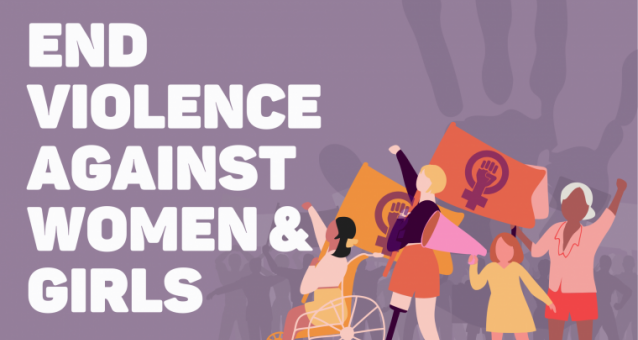 END
VIOLENCE
AGAINST
WOMEN &
GIRLS